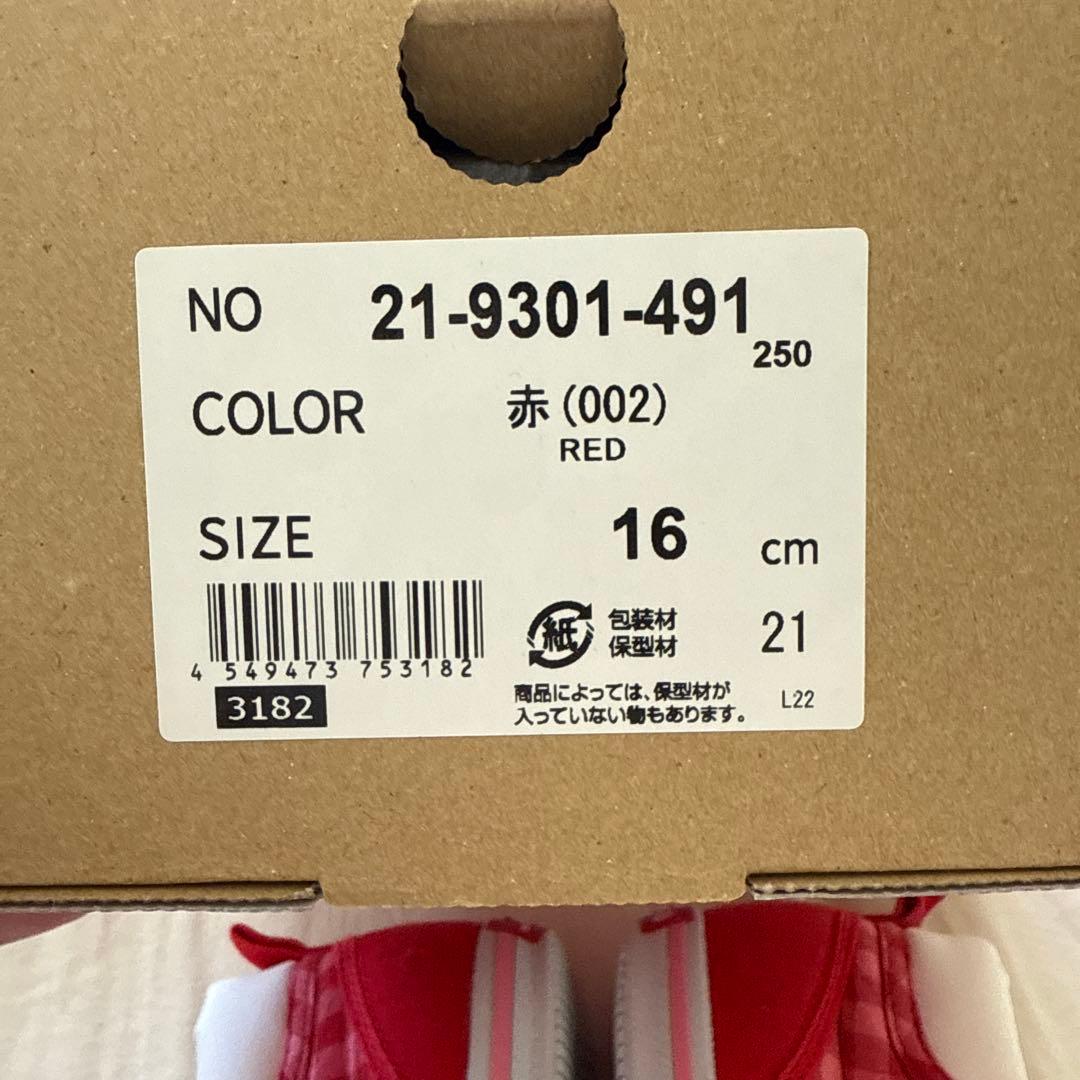 NO 21-9301-491
250
COLOR 赤(002)
RED
SIZE 16 cm
4 549473 753182
3182
紙 包装材
保型材
21
商品によっては、保型材が
入っていない物もあります。
L22